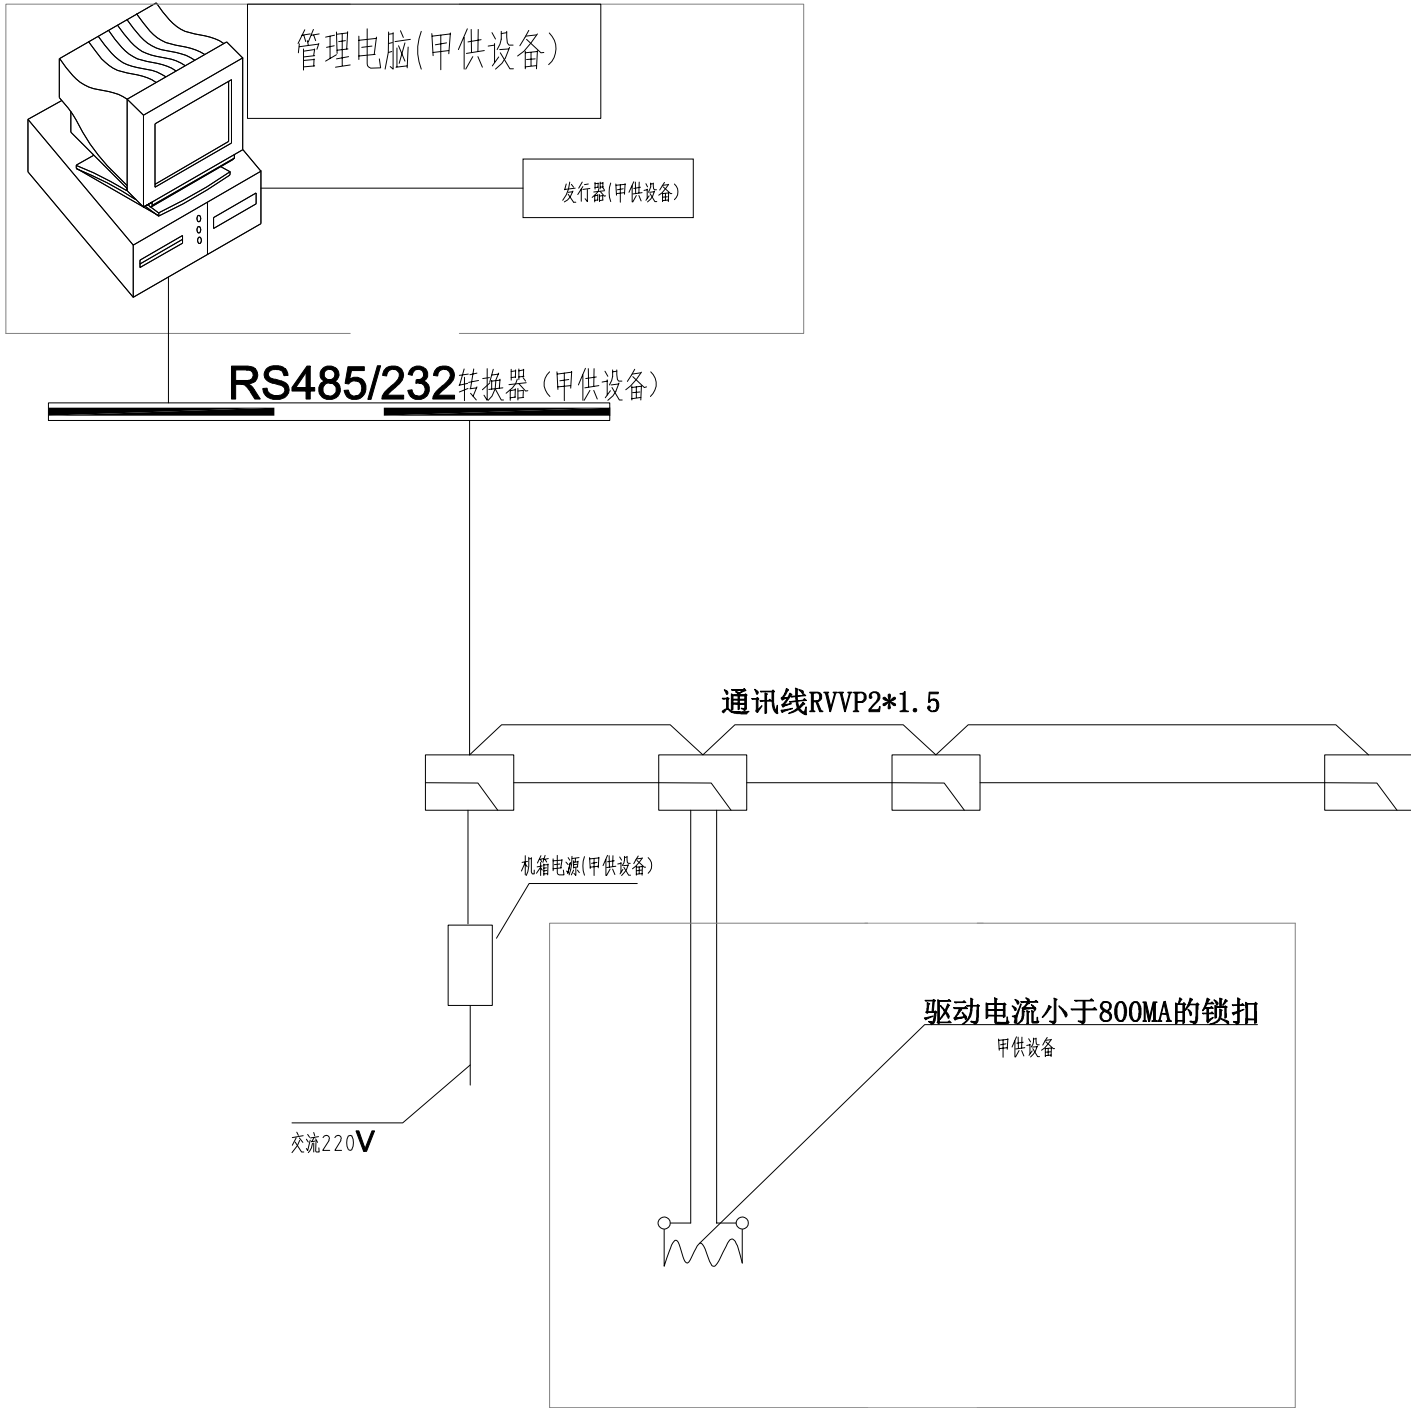 管理电脑(甲供设备)
发行器(甲供设备)
RS485/232转换器（甲供设备）
通讯线RVVP2*1.5
机箱电源(甲供设备)
驱动电流小于800MA的锁扣
甲供设备
交流220V